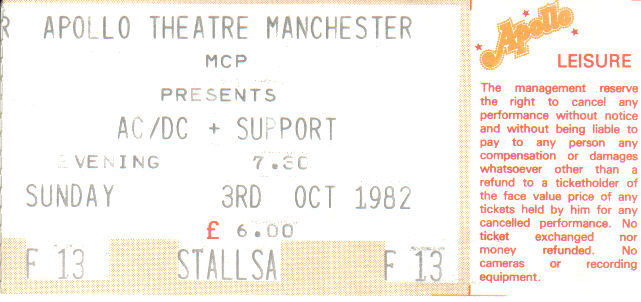 R APOLLO THEATRE MANCHESTER
MCP
PRESENTS
AC/DC + SUPPORT
EVENING 7.30
SUNDAY 3RD OCT 1982
£ 6.00
F 13 STALLSA F 13
Apollo
LEISURE
The management reserve
the right to cancel any
performance without notice
and without being liable to
pay to any person any
compensation or damages
whatsoever other than a
refund to a ticketholder of
the face value price of any
tickets held by him for any
cancelled performance. No
ticket exchanged nor
money refunded. No
cameras or recording
equipment.